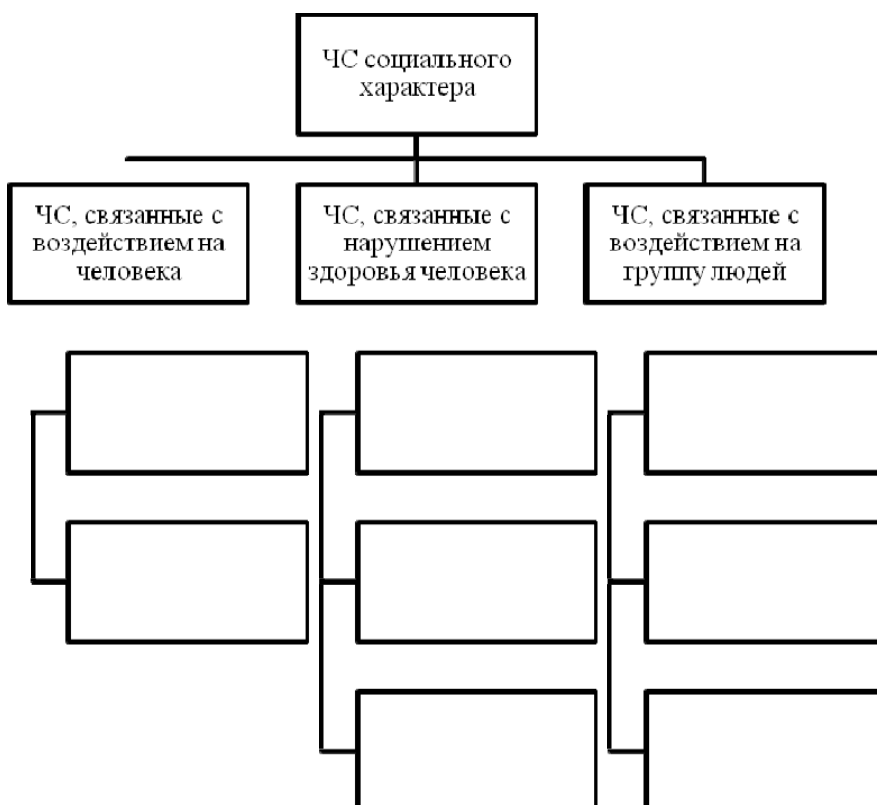 ЧС социального
характера
ЧС, связанные с
воздействием на
человека
ЧС, связанные с
нарушением
здоровья человека
ЧС, связанные с
воздействием на
группу людей